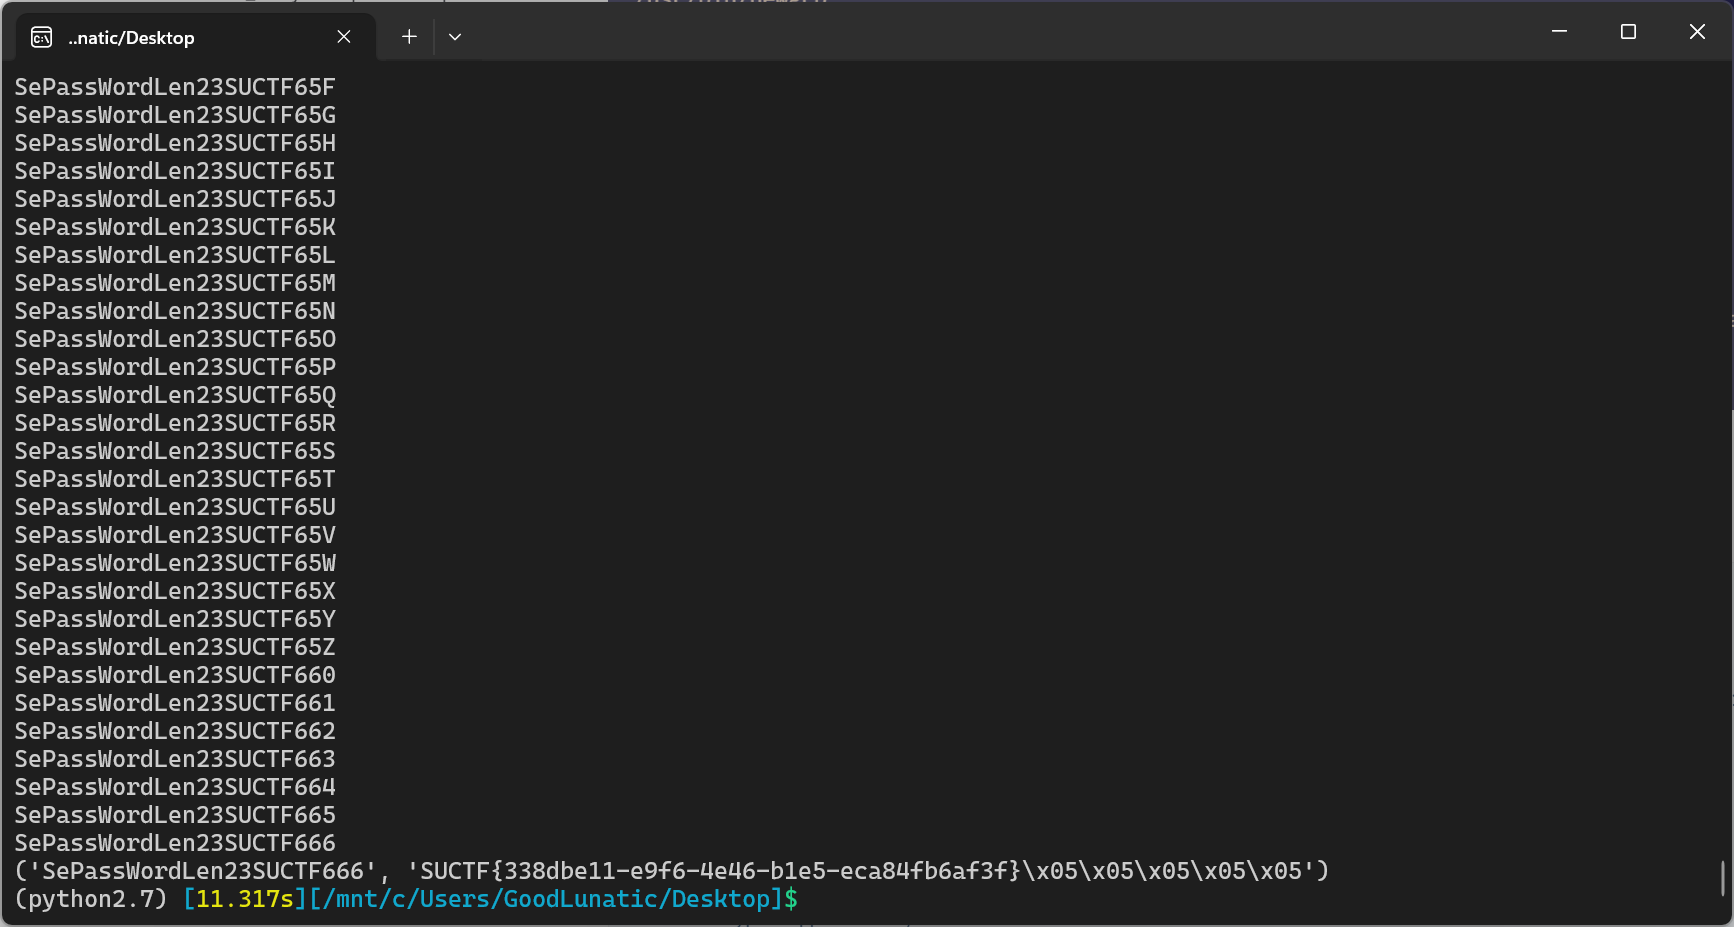 ..natic/Desktop
SePassWordLen23SUCTF65F
SePassWordLen23SUCTF65G
SePassWordLen23SUCTF65H
SePassWordLen23SUCTF65I
SePassWordLen23SUCTF65J
SePassWordLen23SUCTF65K
SePassWordLen23SUCTF65L
SePassWordLen23SUCTF65M
SePassWordLen23SUCTF65N
SePassWordLen23SUCTF65O
SePassWordLen23SUCTF65P
SePassWordLen23SUCTF65Q
SePassWordLen23SUCTF65R
SePassWordLen23SUCTF65S
SePassWordLen23SUCTF65T
SePassWordLen23SUCTF65U
SePassWordLen23SUCTF65V
SePassWordLen23SUCTF65W
SePassWordLen23SUCTF65X
SePassWordLen23SUCTF65Y
SePassWordLen23SUCTF65Z
SePassWordLen23SUCTF660
SePassWordLen23SUCTF661
SePassWordLen23SUCTF662
SePassWordLen23SUCTF663
SePassWordLen23SUCTF664
SePassWordLen23SUCTF665
SePassWordLen23SUCTF666
('SePassWordLen23SUCTF666', 'SUCTF{338dbe11-e9f6-4e46-b1e5-eca84fb6af3f}\x05\x05\x05\x05\x05')
(python2.7) [11.317s][/mnt/c/Users/GoodLunatic/Desktop]$